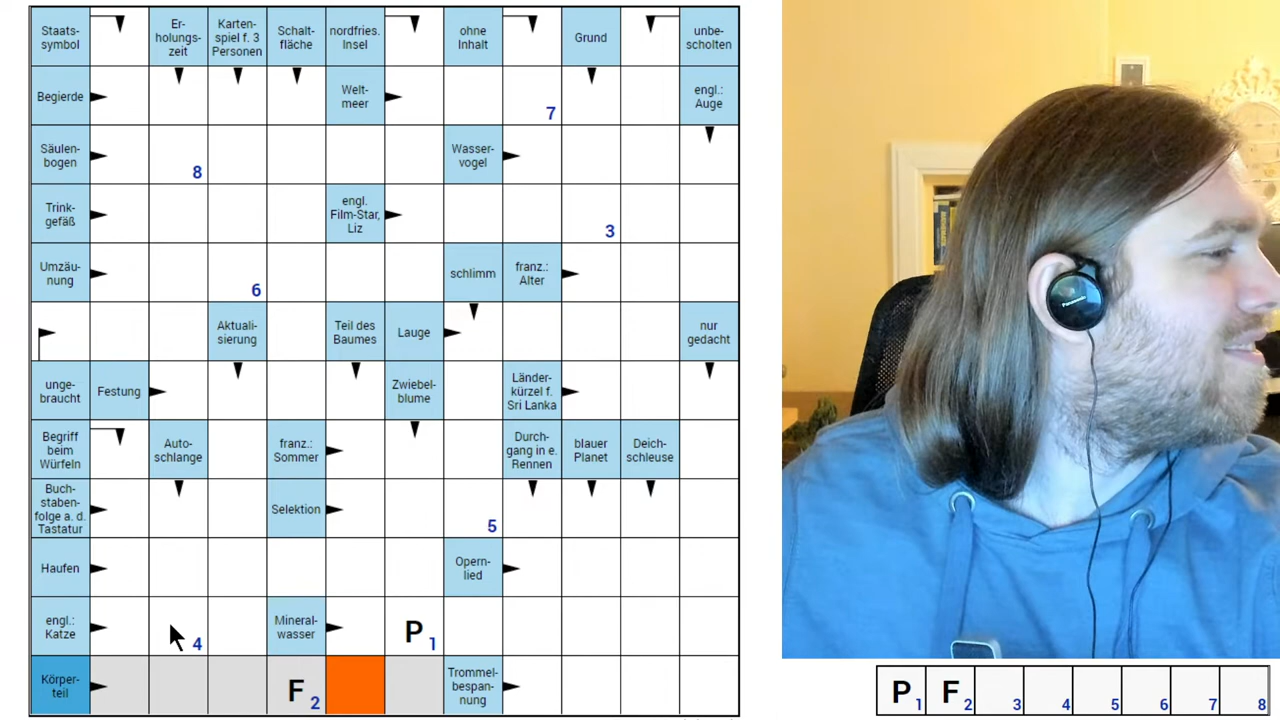 Staats-
symbol
Er-
holungs-
zeit
Karten-
spiel f. 3
Personen
Schalt-
fläche
nordfries.
Insel
ohne
Inhalt
Grund
unbe-
scholten
Begierde
Welt-
meer
7
engl.:
Auge
Säulen-
bogen
8
Wasser-
vogel
Trink-
gefäß
engl.
Film-Star,
Liz
3
Umzäu-
nung
6
schlimm
franz.:
Alter
Aktuali-
sierung
Teil des
Baumes
Lauge
nur
gedacht
unge-
braucht
Festung
Zwiebel-
blume
Länder-
kürzel f.
Sri Lanka
Begriff
beim
Würfeln
Auto-
schlange
franz.:
Sommer
Durch-
gang in e.
Rennen
blauer
Planet
Deich-
schleuse
Buch-
staben-
folge a. d.
Tastatur
Selektion
5
Haufen
Opern-
lied
engl.:
Katze
4
Mineral-
wasser
P 1
Körper-
teil
F 2
Trommel-
bespan-
nung
P 1 F 2 3 4 5 6 7 8
Panasonic